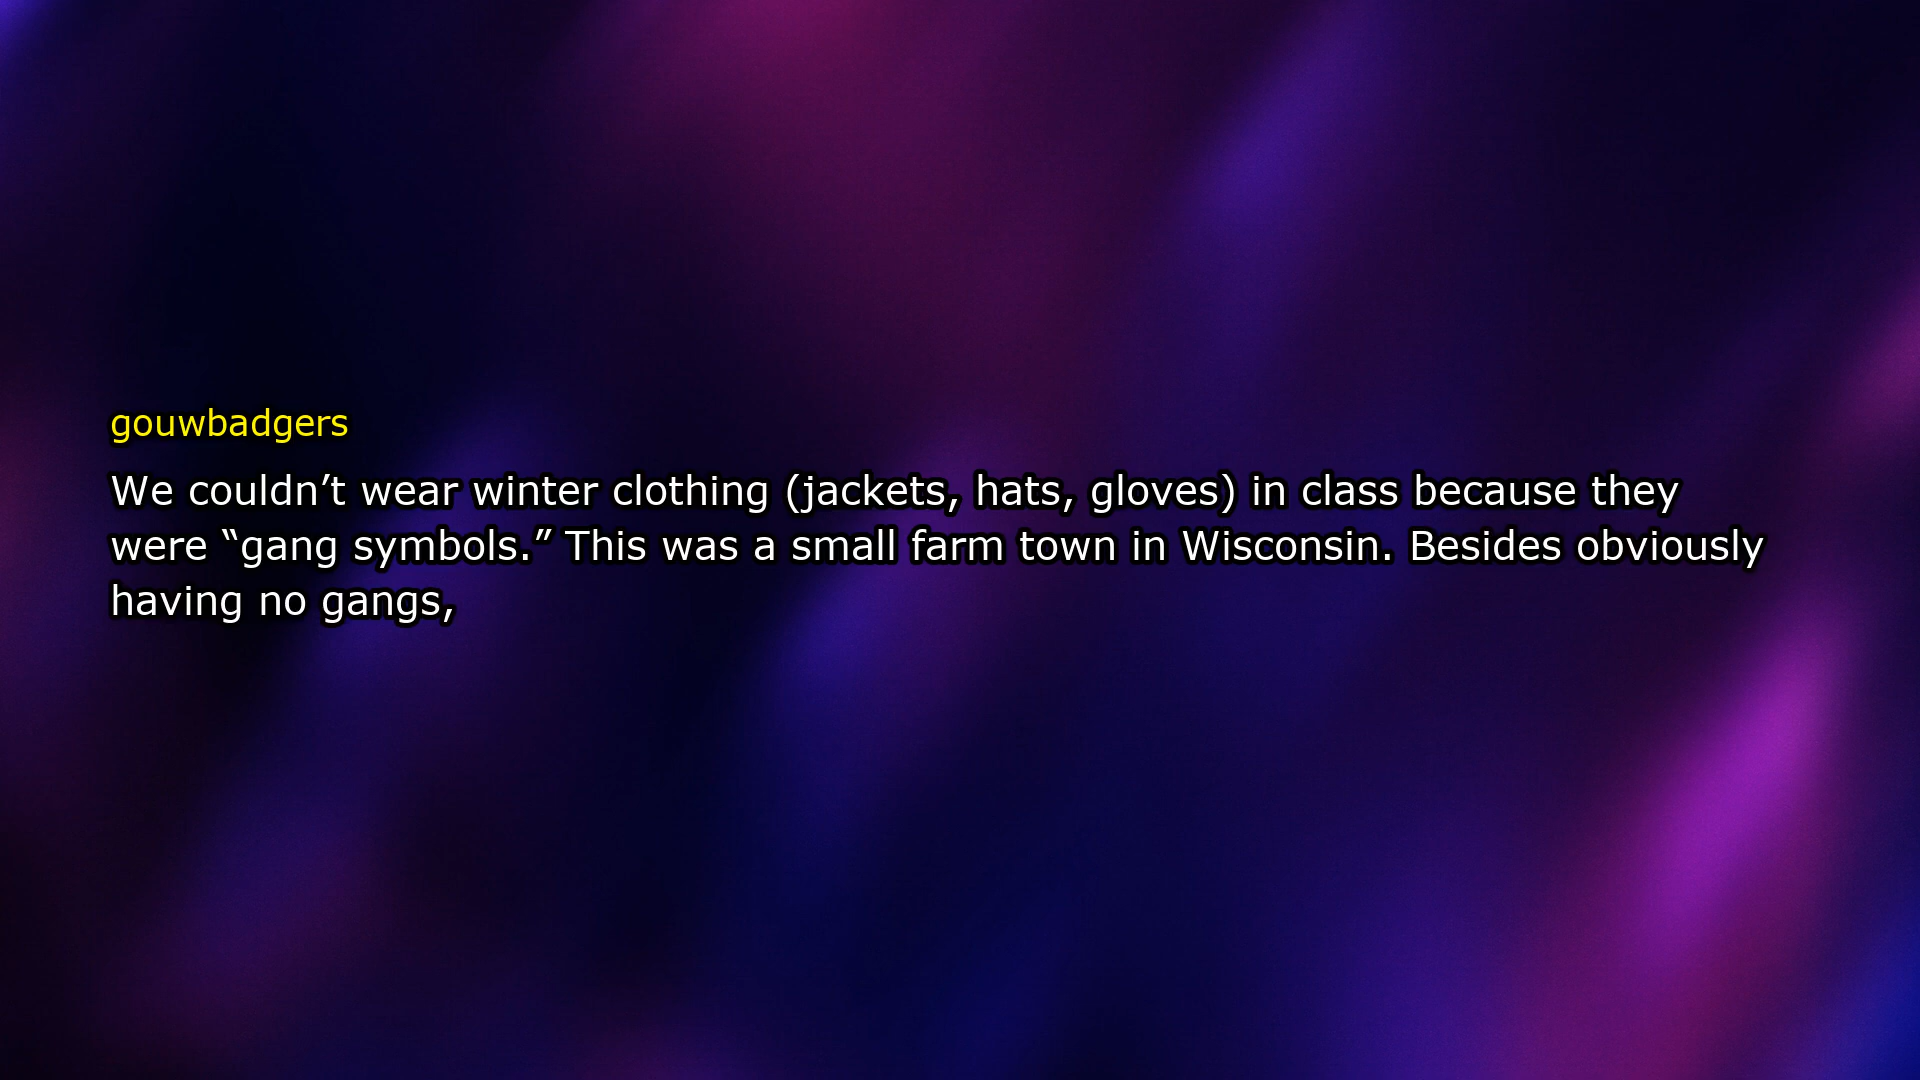 gouwbadgers
We couldn’t wear winter clothing (jackets, hats, gloves) in class because they
were “gang symbols.” This was a small farm town in Wisconsin. Besides obviously
having no gangs,